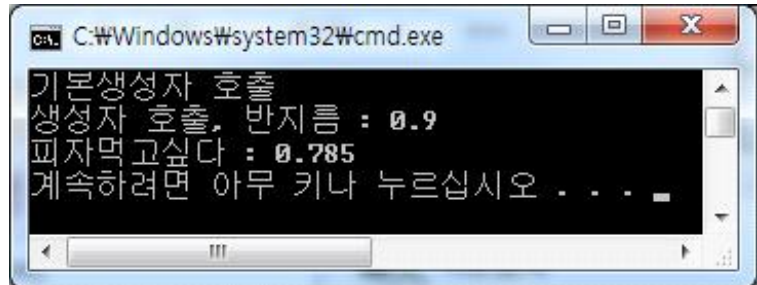 C:₩Windows₩system32₩cmd.exe
기본생성자 호출
생성자 호출, 반지름 : 0.9
피자먹고싶다 : 0.785
계속하려면 아무 키나 누르십시오 . . .